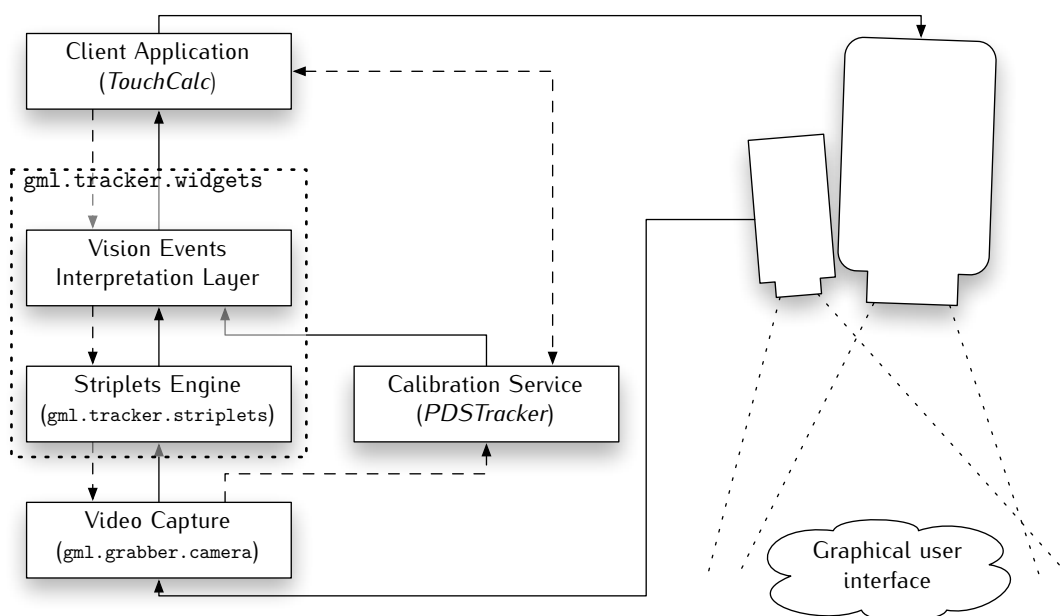 Client Application
(TouchCalc)
gml.tracker.widgets
Vision Events
Interpretation Layer
Striplets Engine
(gml.tracker.striplets)
Calibration Service
(PDSTracker)
Video Capture
(gml.grabber.camera)
Graphical user
interface